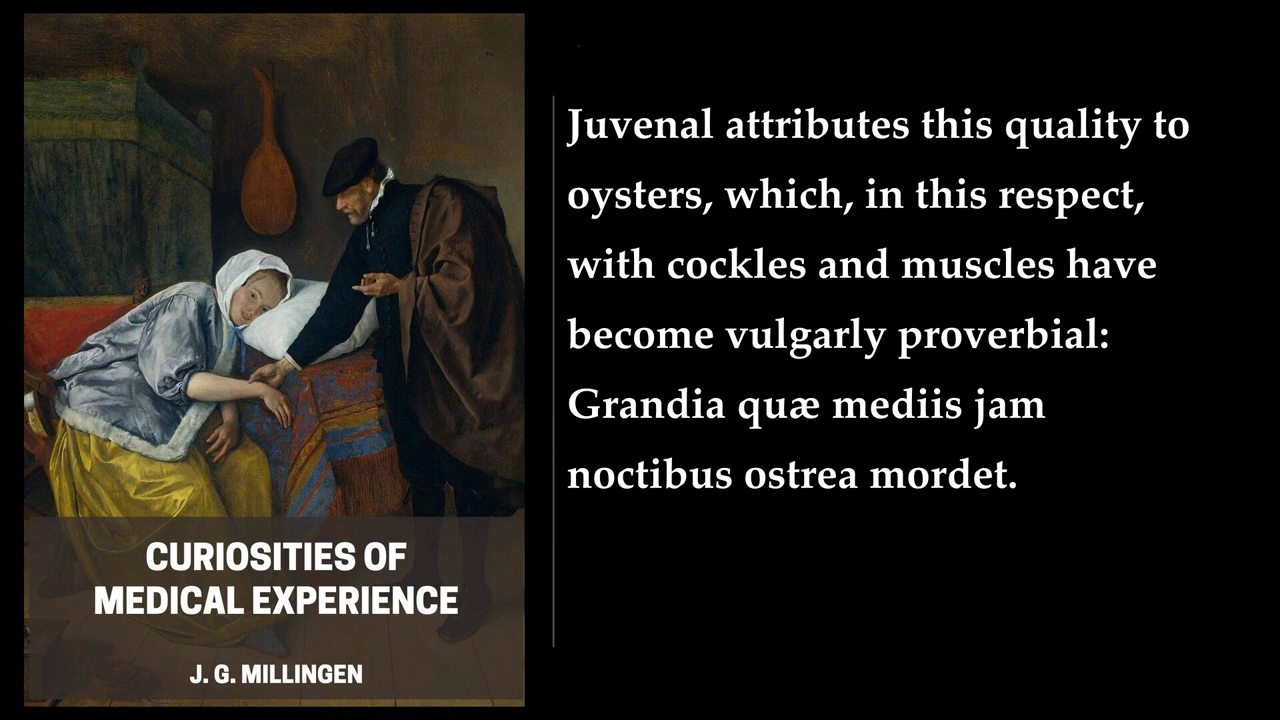 Juvenal attributes this quality to
oysters, which, in this respect,
with cockles and muscles have
become vulgarly proverbial:
Grandia quæ mediis jam
noctibus ostrea mordet.
CURIOSITIES OF
MEDICAL EXPERIENCE
J. G. MILLINGEN